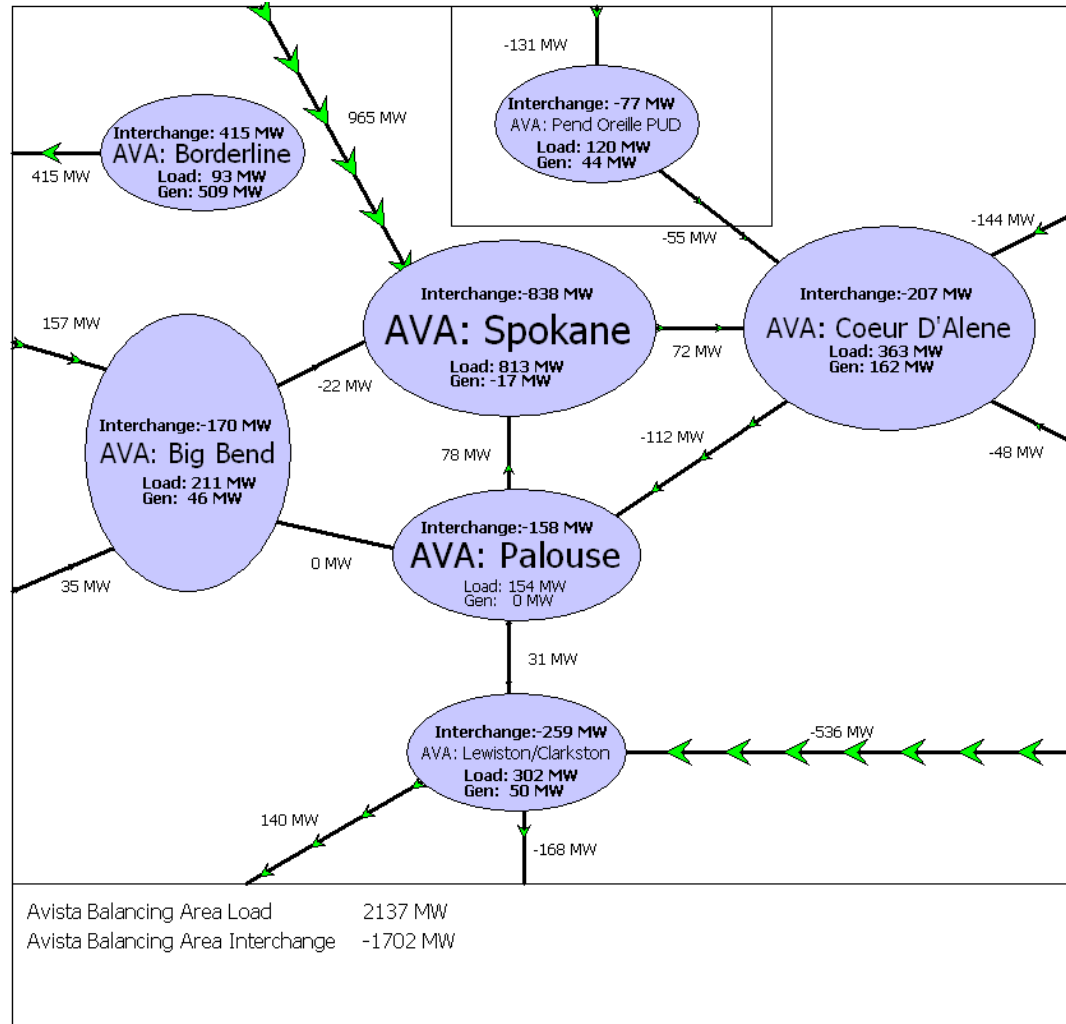 -131 MW
Interchange: -77 MW
AVA: Pend Oreille PUD
Load: 120 MW
Gen: 44 MW
965 MW
Interchange: 415 MW
AVA: Borderline
Load: 93 MW
Gen: 509 MW
415 MW
-55 MW
-144 MW
Interchange:-838 MW
AVA: Spokane
Load: 813 MW
Gen: -17 MW
Interchange:-207 MW
AVA: Coeur D'Alene
Load: 363 MW
Gen: 162 MW
157 MW
72 MW
-22 MW
Interchange:-170 MW
AVA: Big Bend
Load: 211 MW
Gen: 46 MW
78 MW
-112 MW
-48 MW
Interchange:-158 MW
AVA: Palouse
Load: 154 MW
Gen: 0 MW
0 MW
35 MW
31 MW
Interchange:-259 MW
AVA: Lewiston/Clarkston
Load: 302 MW
Gen: 50 MW
-536 MW
140 MW
-168 MW
Avista Balancing Area Load 2137 MW
Avista Balancing Area Interchange -1702 MW